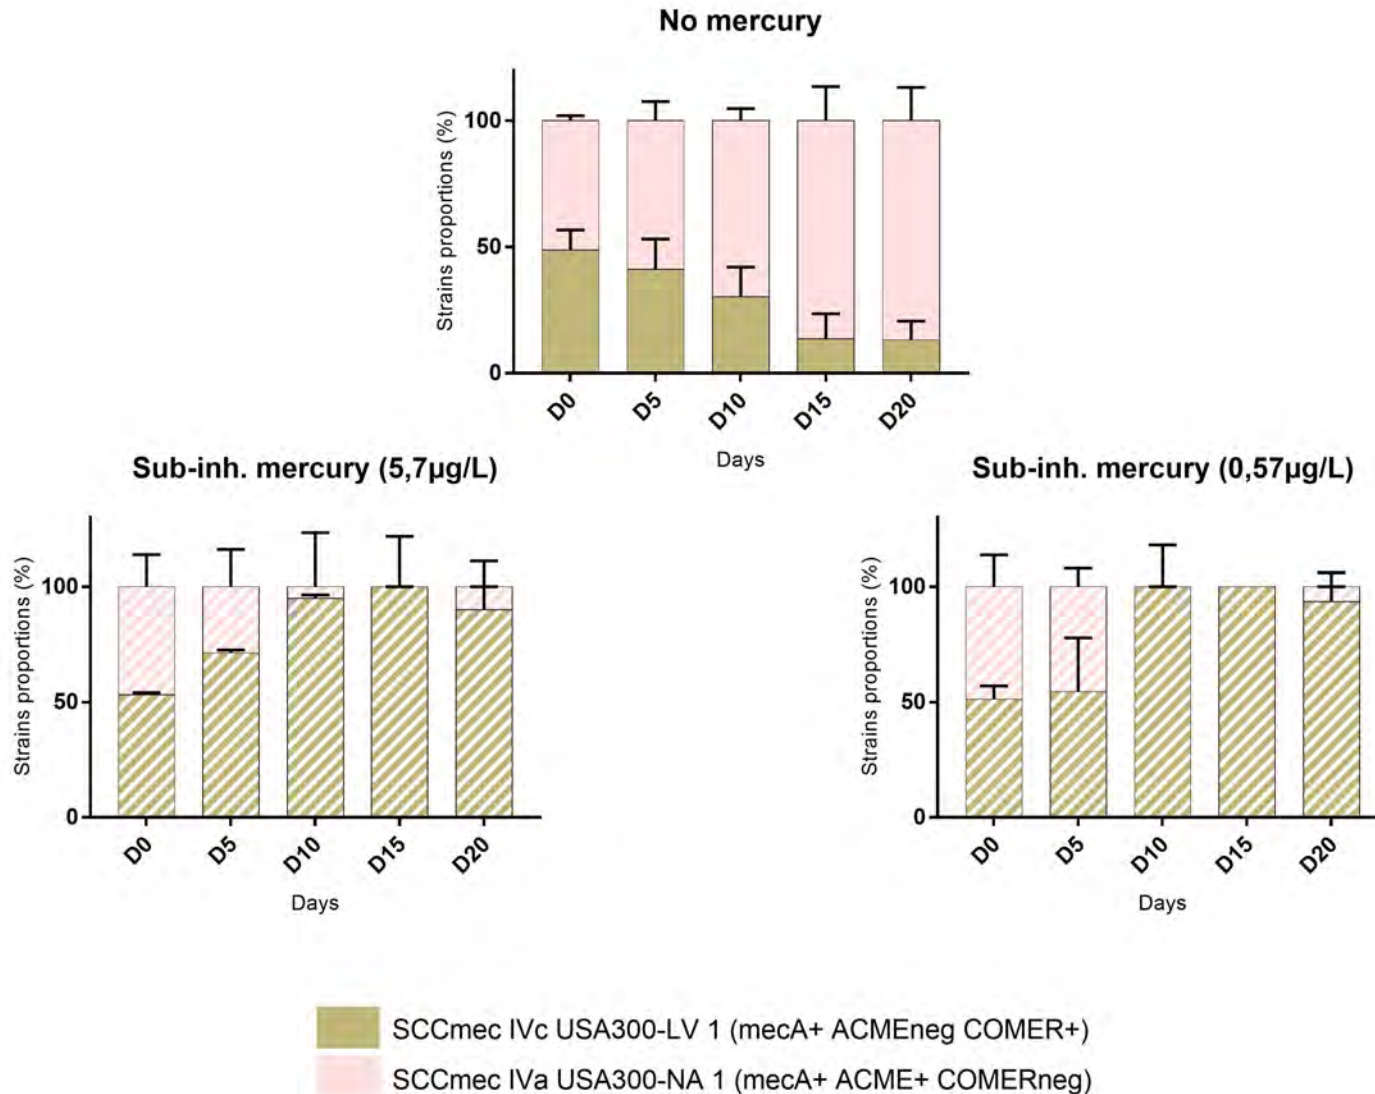 No mercury
Strains proportions (%)
100
50
0
D0 D5 D10 D15 D20
Days
Sub-inh. mercury (5,7µg/L)
Strains proportions (%)
100
50
0
D0 D5 D10 D15 D20
Days
Sub-inh. mercury (0,57µg/L)
Strains proportions (%)
100
50
0
D0 D5 D10 D15 D20
Days
SCCmec IVc USA300-LV 1 (mecA+ ACMEneg COMER+)
SCCmec IVa USA300-NA 1 (mecA+ ACME+ COMERneg)